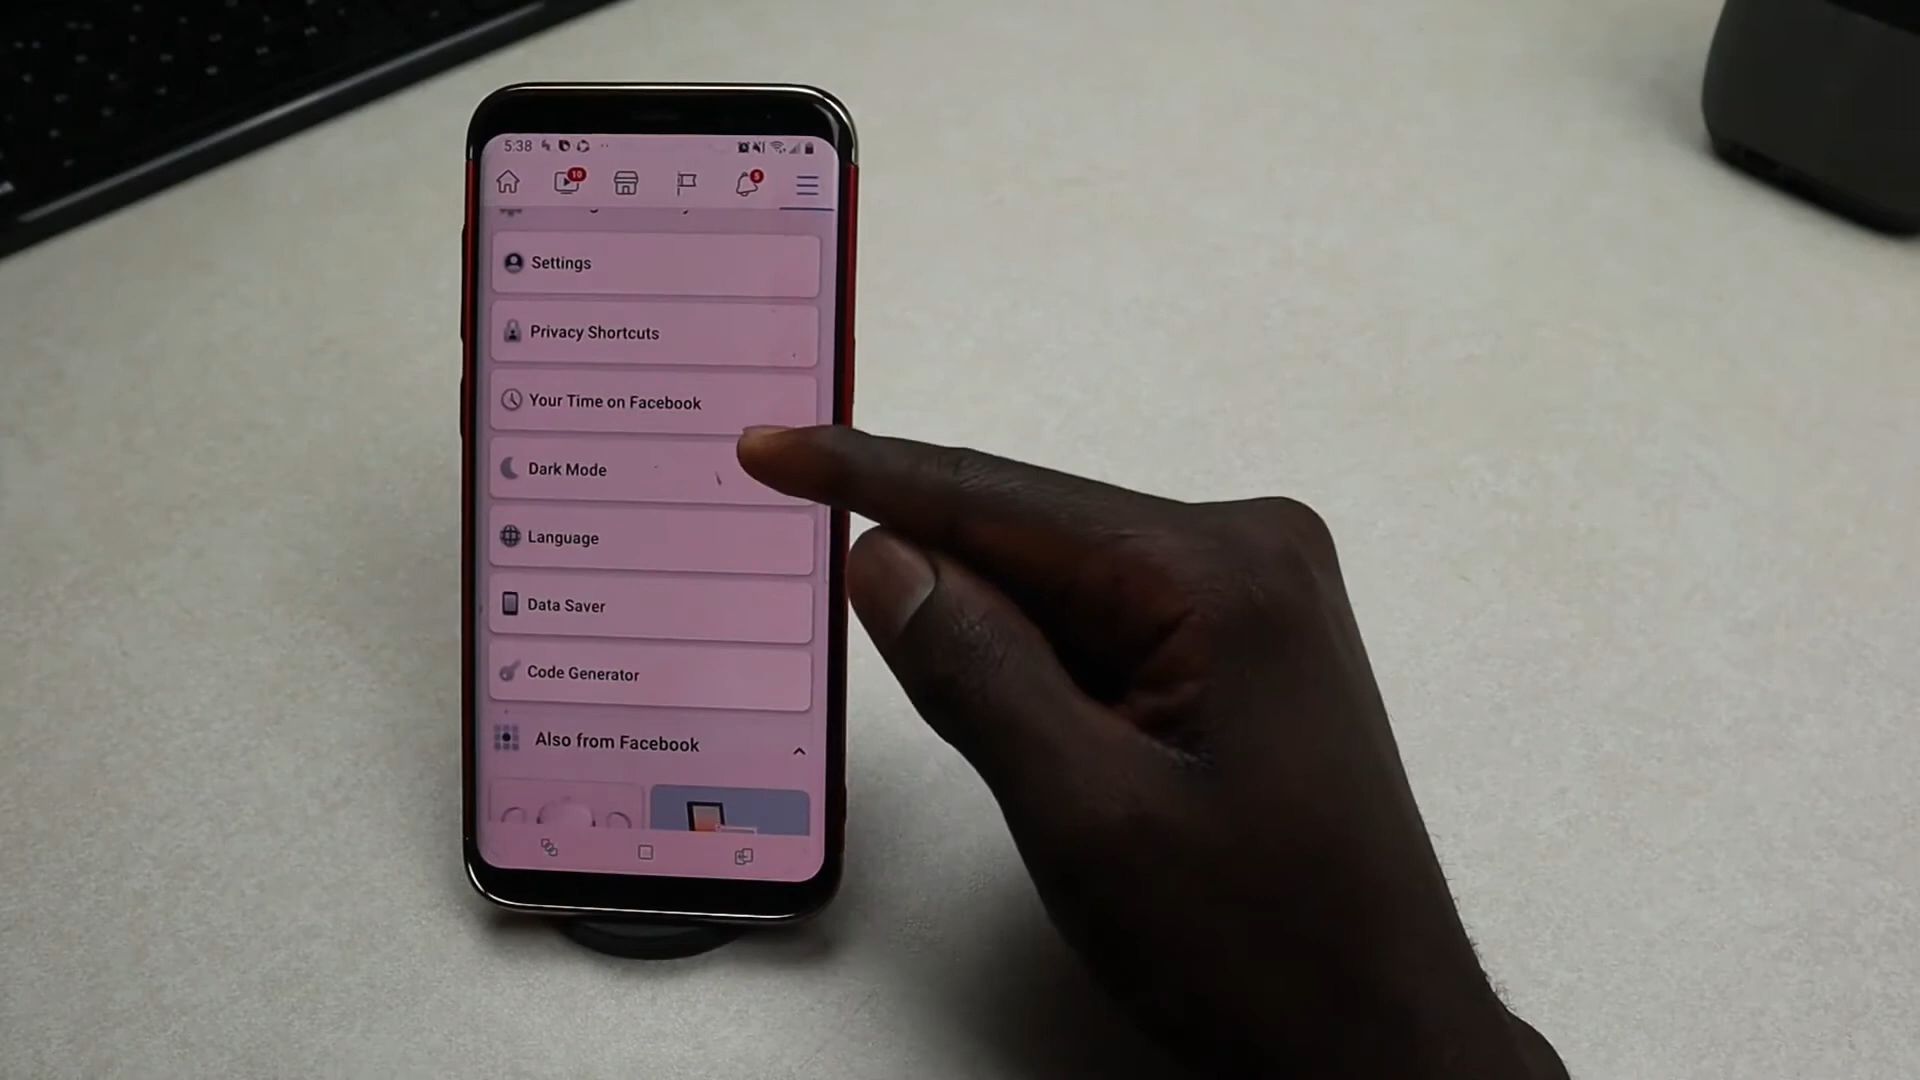 5:38
10
5
Settings
Privacy Shortcuts
Your Time on Facebook
Dark Mode
Language
Data Saver
Code Generator
Also from Facebook